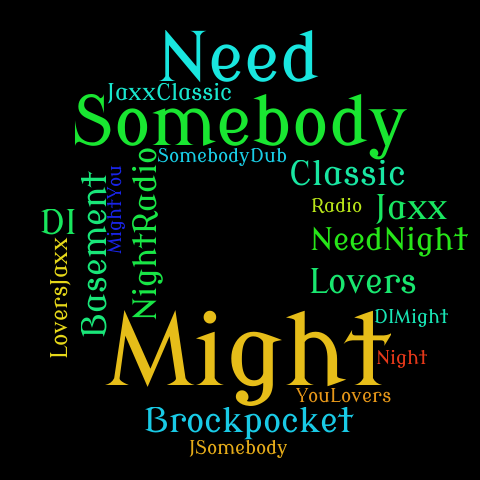 Need
JaxxClassic
Somebody
SomebodyDub
Classic
Radio
Jaxx
NeedNight
DI
MightYou
NightRadio
Basement
LoversJaxx
Lovers
DIMight
Might
Night
YouLovers
Brockpocket
JSomebody